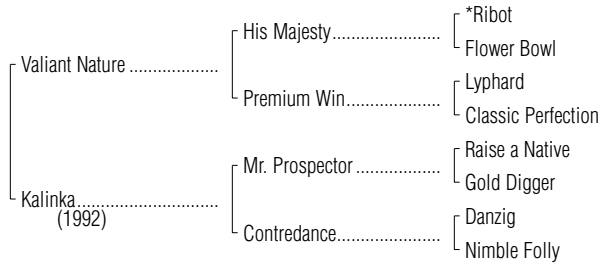 *Ribot
His Majesty
Flower Bowl
Valiant Nature
Lyphard
Premium Win
Classic Perfection
Raise a Native
Mr. Prospector
Gold Digger
Kalinka
(1992)
Danzig
Contredance
Nimble Folly